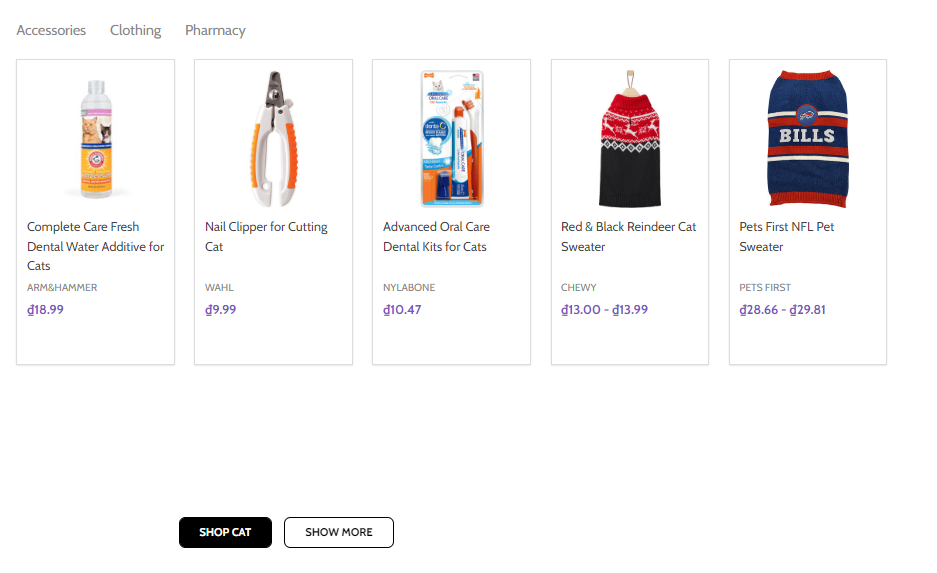 Accessories Clothing Pharmacy
BILLS
Complete Care Fresh
Dental Water Additive for
Cats
ARM&HAMMER
₫18.99
Nail Clipper for Cutting
Cat
WAHL
₫9.99
Advanced Oral Care
Dental Kits for Cats
NYLABONE
₫10.47
Red & Black Reindeer Cat
Sweater
CHEWY
₫13.00 - ₫13.99
Pets First NFL Pet
Sweater
PETS FIRST
₫28.66 - ₫29.81
SHOP CAT
SHOW MORE